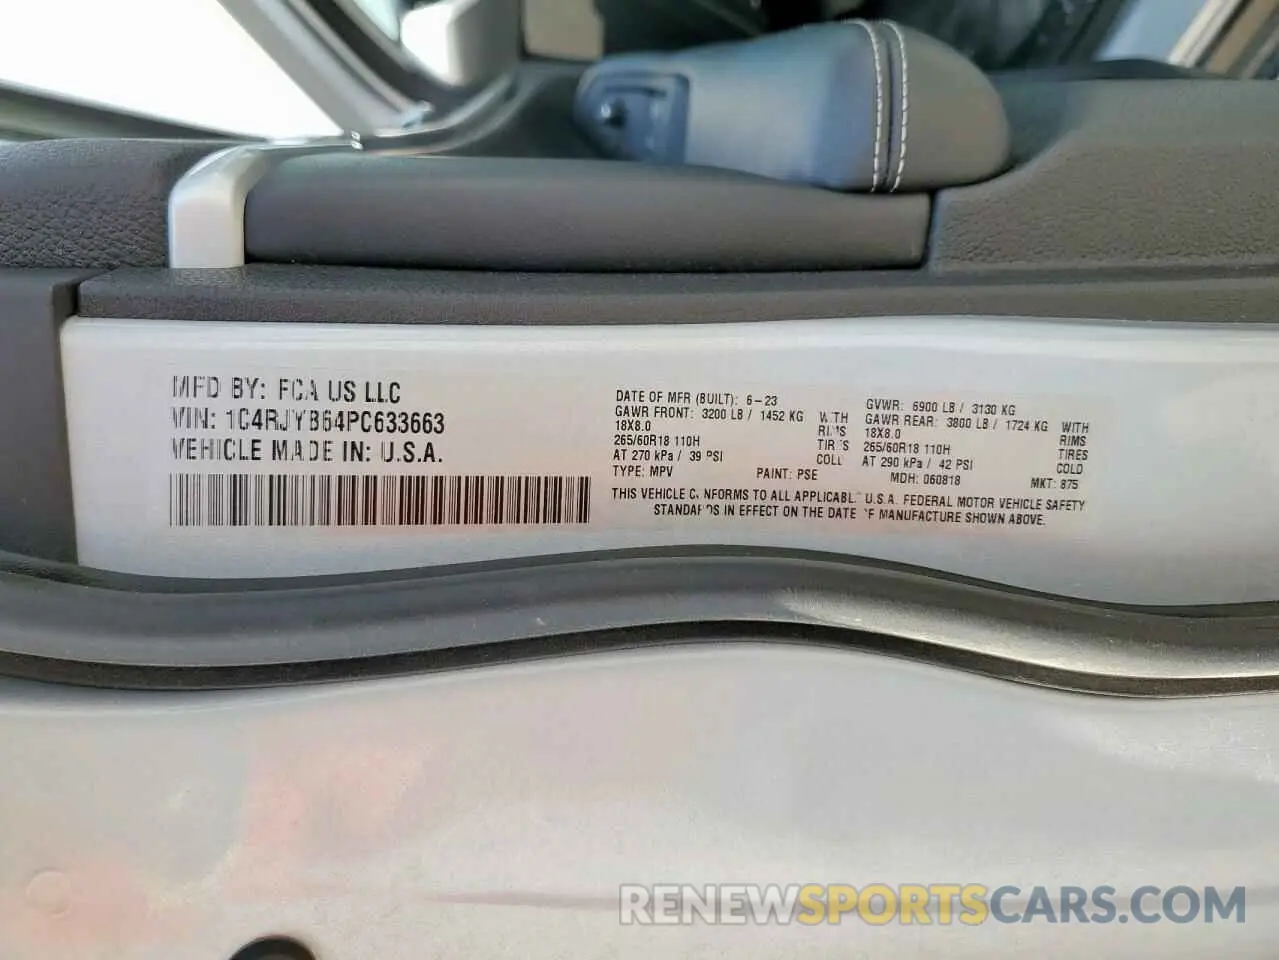 MFD BY: FCA US LLC
VIN: 1C4RJYB64PC633663
VEHICLE MADE IN: U.S.A.
DATE OF MFR (BUILT): 6-23
GAWR FRONT: 3200 LB / 1452 KG WITH
18X8.0 RIMS
265/60R18 110H TIRES
AT 270 kPa / 39 PSI COLD
TYPE: MPV PAINT: PSE
GVWR: 6900 LB / 3130 KG
GAWR REAR: 3800 LB / 1724 KG WITH
18X8.0 RIMS
265/60R18 110H TIRES
AT 290 kPa / 42 PSI COLD
MDH: 060818 MKT: 875
THIS VEHICLE CONFORMS TO ALL APPLICABLE U.S.A. FEDERAL MOTOR VEHICLE SAFETY
STANDARDS IN EFFECT ON THE DATE OF MANUFACTURE SHOWN ABOVE.
RENEWSPORTSCARS.COM